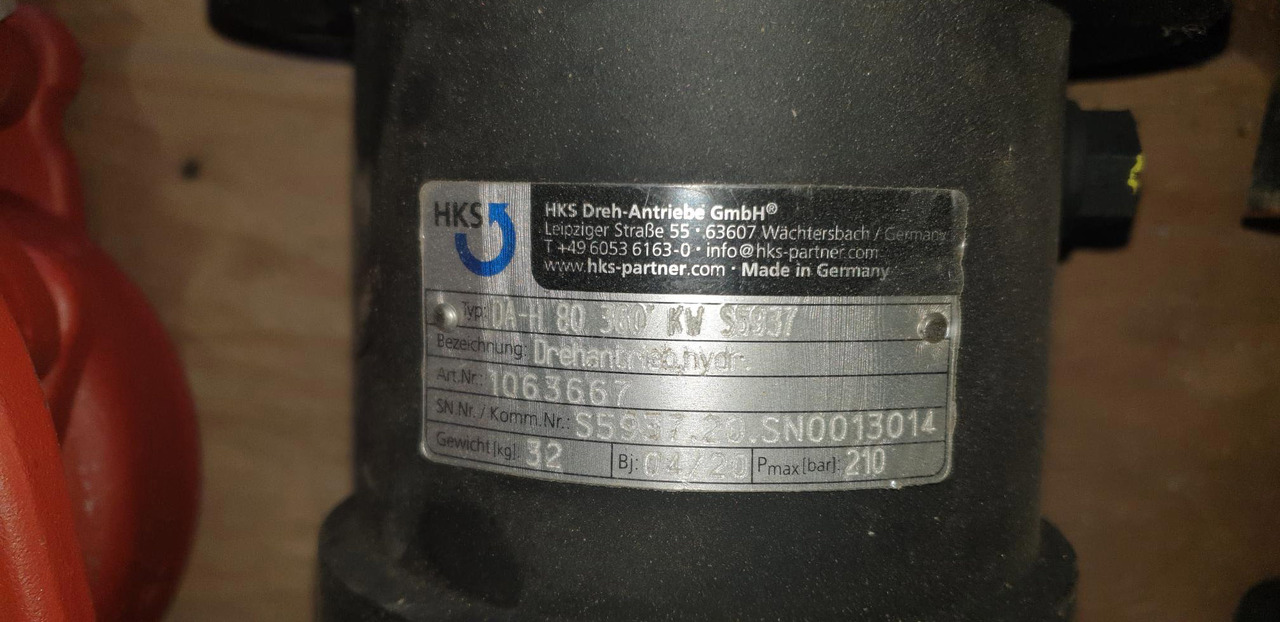 HKS
HKS Dreh-Antriebe GmbH®
Leipziger Straße 55 · 63607 Wächtersbach / Germany
T +49 6053 6163-0 · info@hks-partner.com
www.hks-partner.com · Made in Germany
Typ: DA-H 80 360° KW S5937
Bezeichnung: Drehantrieb,hydr.
Art.Nr.: 1063667
SN.Nr. / Komm.Nr.: S5937.20.SN0013014
Gewicht [kg]: 32 Bj: 04/20 Pmax [bar]: 210